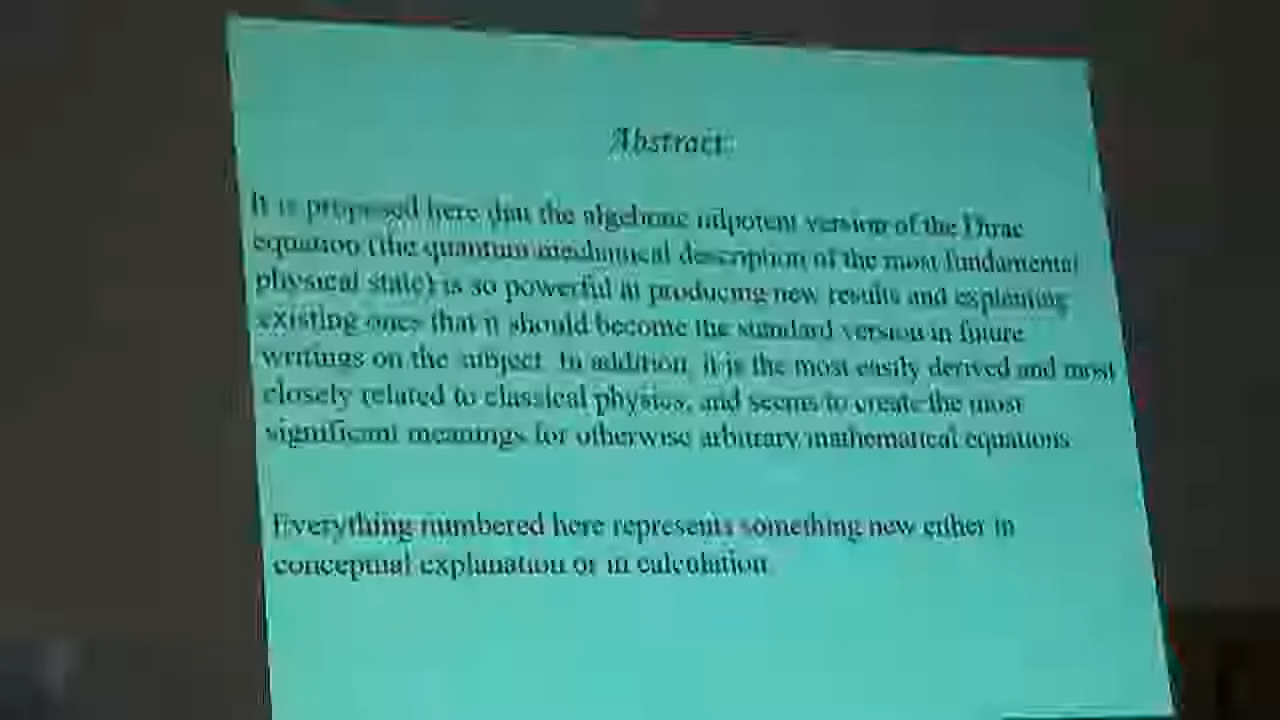 Abstract
It is proposed here that the algebraic nilpotent version of the Dirac
equation (the quantum mechanical description of the most fundamental
physical state) is so powerful at producing new results and explaining
existing ones that it should become the standard version in future
writings on the subject. In addition, it is the most easily derived and most
closely related to classical physics, and seems to create the most
significant meanings for otherwise arbitrary mathematical equations.
Everything numbered here represents something new either in
conceptual explanation or in calculation.